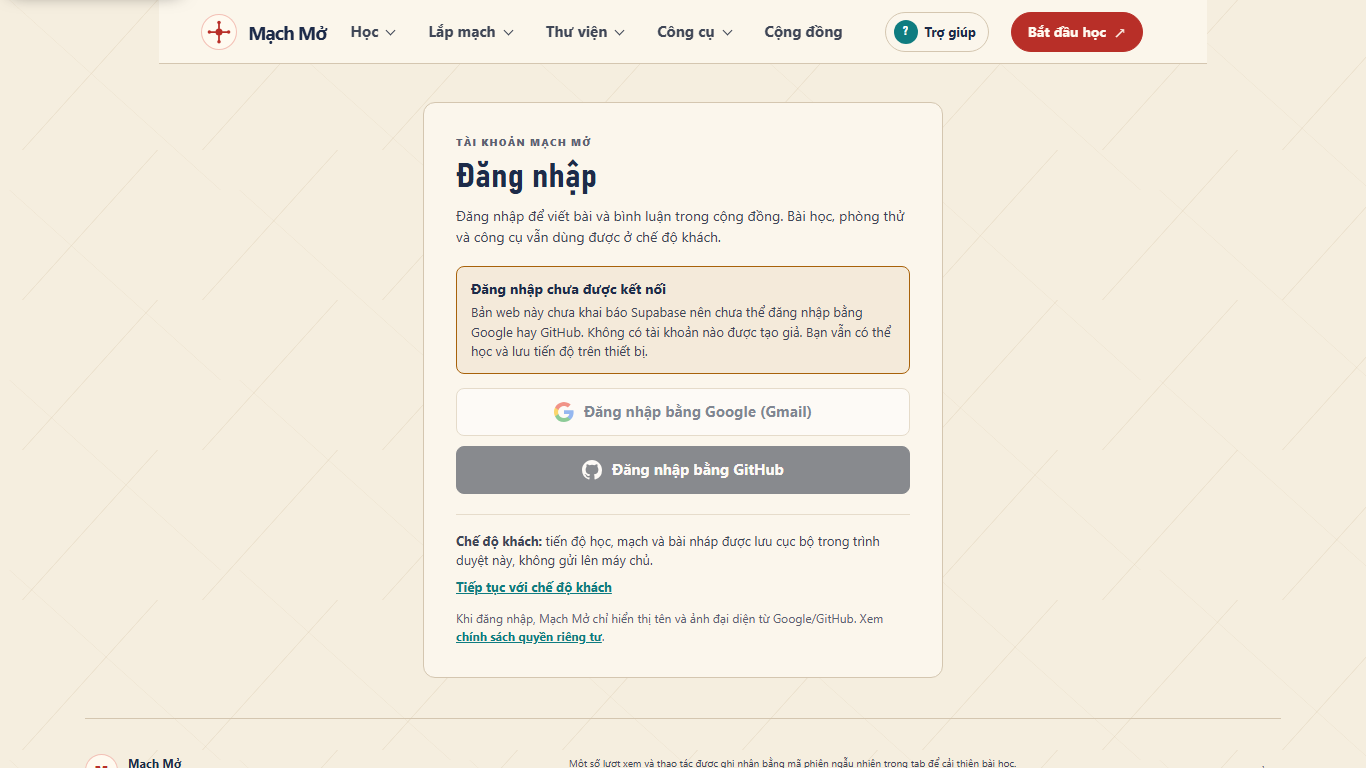 Mạch Mở
Học
Lắp mạch
Thư viện
Công cụ
Cộng đồng
? Trợ giúp
Bắt đầu học ↗
TÀI KHOẢN MẠCH MỞ
Đăng nhập
Đăng nhập để viết bài và bình luận trong cộng đồng. Bài học, phòng thử
và công cụ vẫn dùng được ở chế độ khách.
Đăng nhập chưa được kết nối
Bản web này chưa khai báo Supabase nên chưa thể đăng nhập bằng
Google hay GitHub. Không có tài khoản nào được tạo giả. Bạn vẫn có thể
học và lưu tiến độ trên thiết bị.
Đăng nhập bằng Google (Gmail)
Đăng nhập bằng GitHub
Chế độ khách: tiến độ học, mạch và bài nháp được lưu cục bộ trong trình
duyệt này, không gửi lên máy chủ.
Tiếp tục với chế độ khách
Khi đăng nhập, Mạch Mở chỉ hiển thị tên và ảnh đại diện từ Google/GitHub. Xem
chính sách quyền riêng tư.
Mạch Mở
Một số lượt xem và thao tác được ghi nhận bằng mã phiên ngẫu nhiên trong tab để cải thiện bài học.